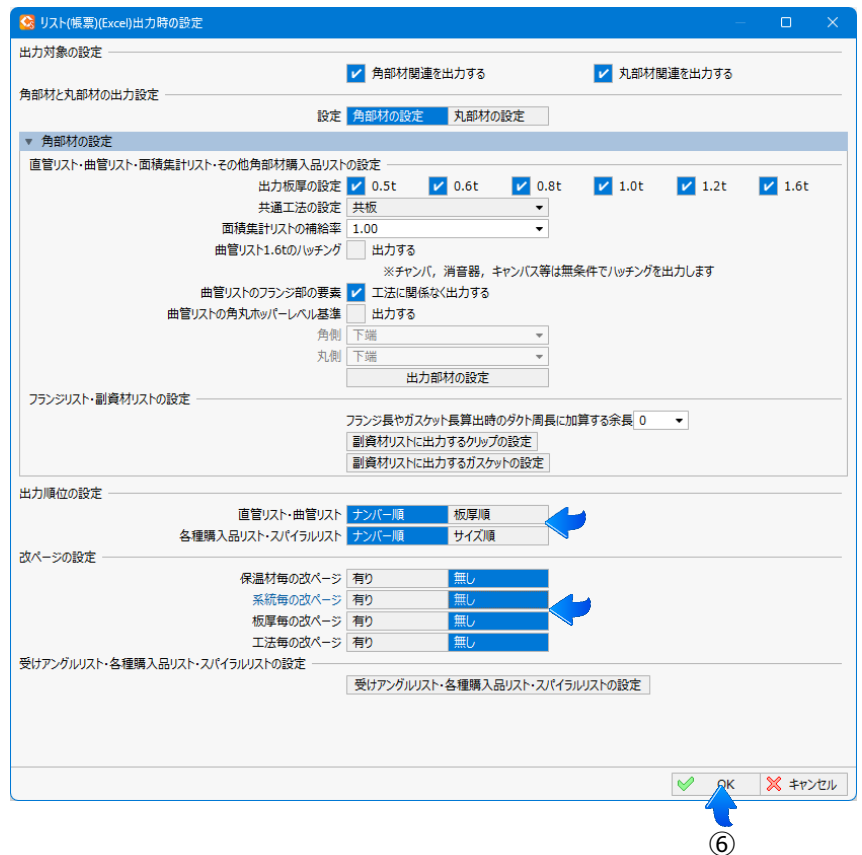 リスト(帳票)(Excel)出力時の設定
出力対象の設定
角部材関連を出力する 丸部材関連を出力する
角部材と丸部材の出力設定
設定 角部材の設定 丸部材の設定
▼ 角部材の設定
直管リスト・曲管リスト・面積集計リスト・その他角部材購入品リストの設定
出力板厚の設定 0.5t 0.6t 0.8t 1.0t 1.2t 1.6t
共通工法の設定 共板
面積集計リストの補給率 1.00
曲管リスト1.6tのハッチング 出力する
※チャンバ, 消音器, キャンバス等は無条件でハッチングを出力します
曲管リストのフランジ部の要素 工法に関係なく出力する
曲管リストの角丸ホッパーレベル基準 出力する
角側 下端
丸側 下端
出力部材の設定
フランジリスト・副資材リストの設定
フランジ長やガスケット長算出時のダクト周長に加算する余長 0
副資材リストに出力するクリップの設定
副資材リストに出力するガスケットの設定
出力順位の設定
直管リスト・曲管リスト ナンバー順 板厚順
各種購入品リスト・スパイラルリスト ナンバー順 サイズ順
改ページの設定
保温材毎の改ページ 有り 無し
系統毎の改ページ 有り 無し
板厚毎の改ページ 有り 無し
工法毎の改ページ 有り 無し
受けアングルリスト・各種購入品リスト・スパイラルリストの設定
受けアングルリスト・各種購入品リスト・スパイラルリストの設定
OK キャンセル
⑥